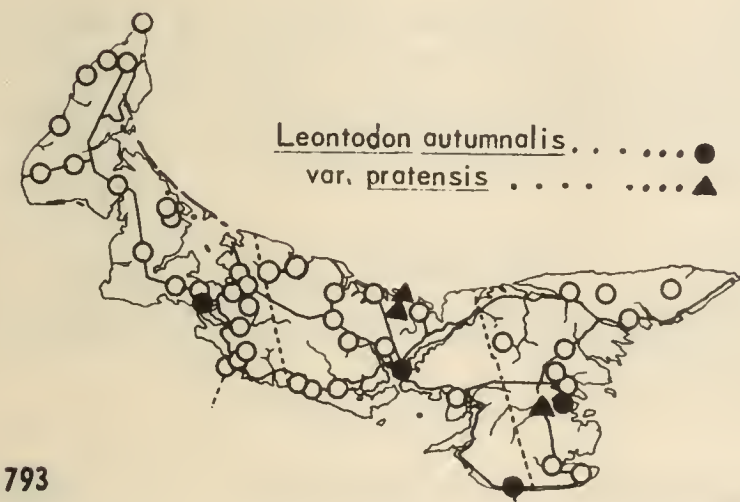 Leontodon autumnalis. . . . . . . ●
var. pratensis . . . . . . . . ▲
793